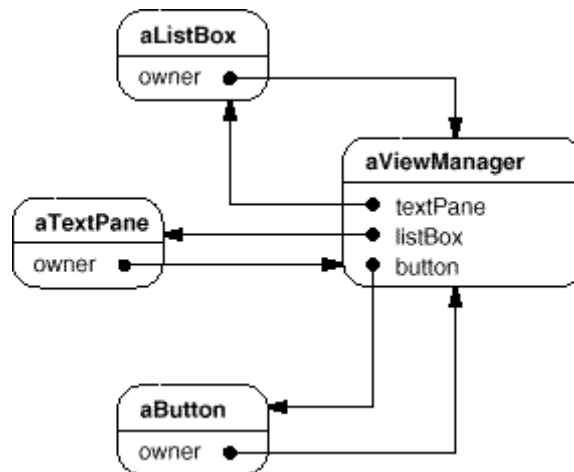 aListBox
owner
aViewManager
textPane
listBox
button
aTextPane
owner
aButton
owner